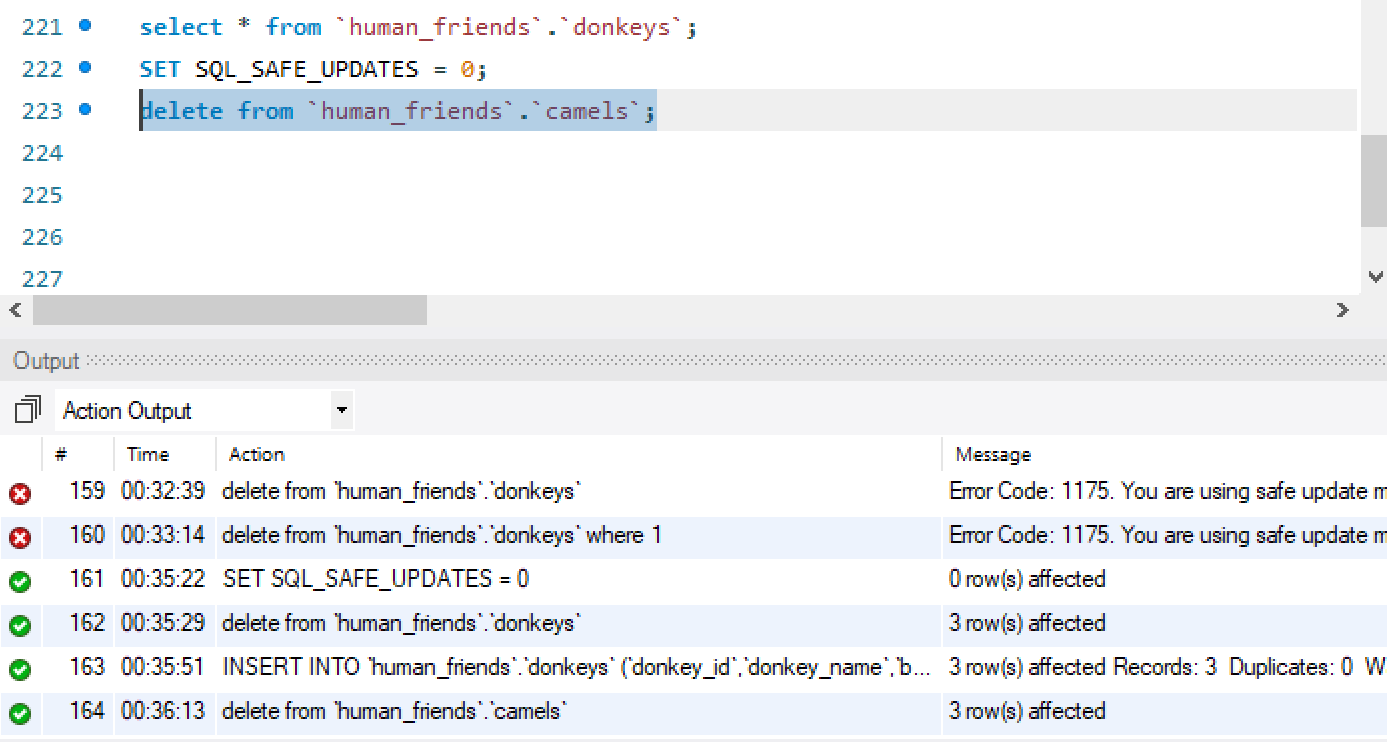 221 select * from `human_friends`.`donkeys`;
222 SET SQL_SAFE_UPDATES = 0;
223 delete from `human_friends`.`camels`;
224
225
226
227
Output
Action Output
# Time Action Message
159 00:32:39 delete from `human_friends`.`donkeys` Error Code: 1175. You are using safe update m
160 00:33:14 delete from `human_friends`.`donkeys` where 1 Error Code: 1175. You are using safe update m
161 00:35:22 SET SQL_SAFE_UPDATES = 0 0 row(s) affected
162 00:35:29 delete from `human_friends`.`donkeys` 3 row(s) affected
163 00:35:51 INSERT INTO `human_friends`.`donkeys` (`donkey_id`,`donkey_name`,`b... 3 row(s) affected Records: 3 Duplicates: 0 W
164 00:36:13 delete from `human_friends`.`camels` 3 row(s) affected